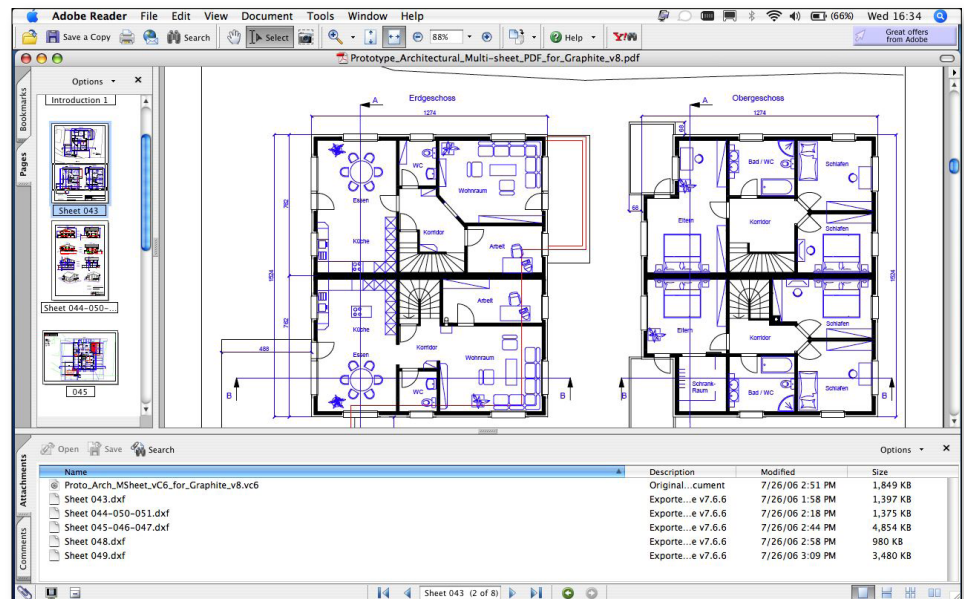 Adobe Reader File Edit View Document Tools Window Help (66%) Wed 16:34
Save a Copy Search Select 88% Help Y!
Great offers
from Adobe
Prototype_Architectural_Multi-sheet_PDF_for_Graphite_v8.pdf
Bookmarks
Pages
Options
Introduction 1
Sheet 043
Sheet 044-050-...
045
Erdgeschoss
A
1274
WC
Essen
Wohnraum
762
Korridor
Küche
Arbeit
1524
Arbeit
762
Küche
Korridor
488
Essen
Wohnraum
WC
B
B
Obergeschoss
A
1274
68
Bad / WC
Schlafen
68
Eltern
Korridor
Schlafen
1524
Eltern
Korridor
Schlafen
Schrank-
Raum
Bad / WC
Schlafen
B
B
Attachments
Comments
Open Save Search Options
Name Description Modified Size
Proto_Arch_MSheet_vC6_for_Graphite_v8.vc6 Original...cument 7/26/06 2:51 PM 1,849 KB
Sheet 043.dxf Exporte...e v7.6.6 7/26/06 1:58 PM 1,397 KB
Sheet 044-050-051.dxf Exporte...e v7.6.6 7/26/06 2:18 PM 1,375 KB
Sheet 045-046-047.dxf Exporte...e v7.6.6 7/26/06 2:44 PM 4,854 KB
Sheet 048.dxf Exporte...e v7.6.6 7/26/06 2:58 PM 980 KB
Sheet 049.dxf Exporte...e v7.6.6 7/26/06 3:09 PM 3,480 KB
Sheet 043 (2 of 8)